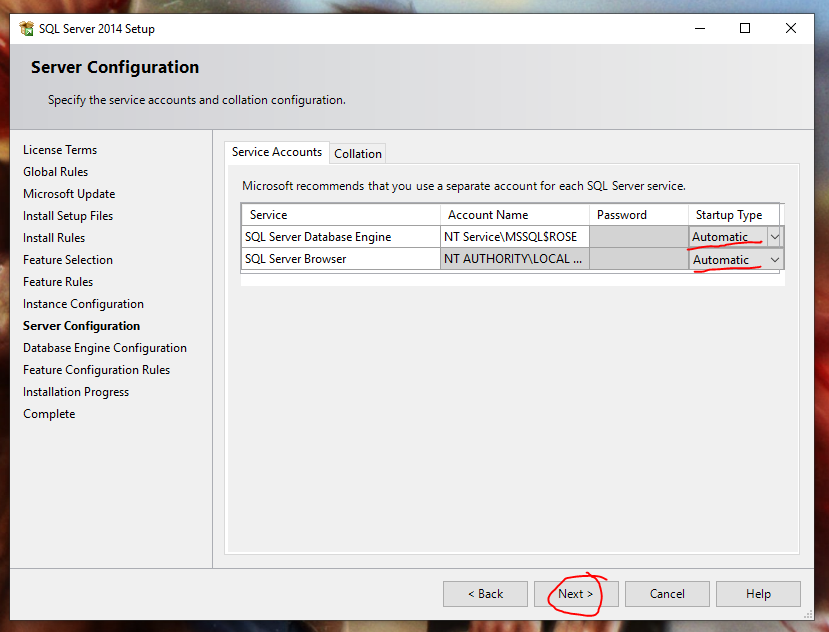 SQL Server 2014 Setup
Server Configuration
Specify the service accounts and collation configuration.
License Terms
Global Rules
Microsoft Update
Install Setup Files
Install Rules
Feature Selection
Feature Rules
Instance Configuration
Server Configuration
Database Engine Configuration
Feature Configuration Rules
Installation Progress
Complete
Service Accounts Collation
Microsoft recommends that you use a separate account for each SQL Server service.
Service Account Name Password Startup Type
SQL Server Database Engine NT Service\MSSQL$ROSE Automatic
SQL Server Browser NT AUTHORITY\LOCAL ... Automatic
< Back Next > Cancel Help